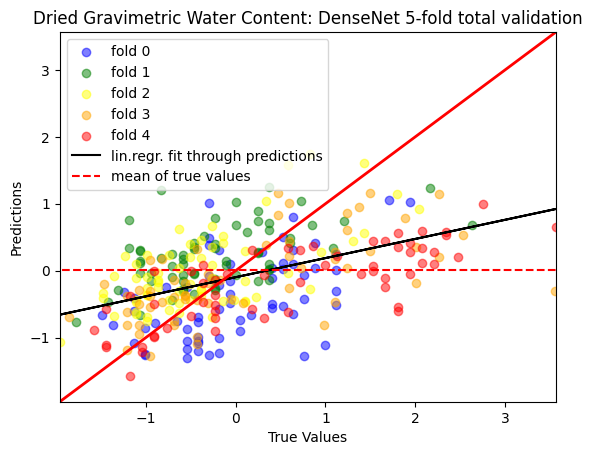 Dried Gravimetric Water Content: DenseNet 5-fold total validation
fold 0
fold 1
fold 2
fold 3
fold 4
lin.regr. fit through predictions
mean of true values
Predictions
3
2
1
0
−1
−1
0
1
2
3
True Values